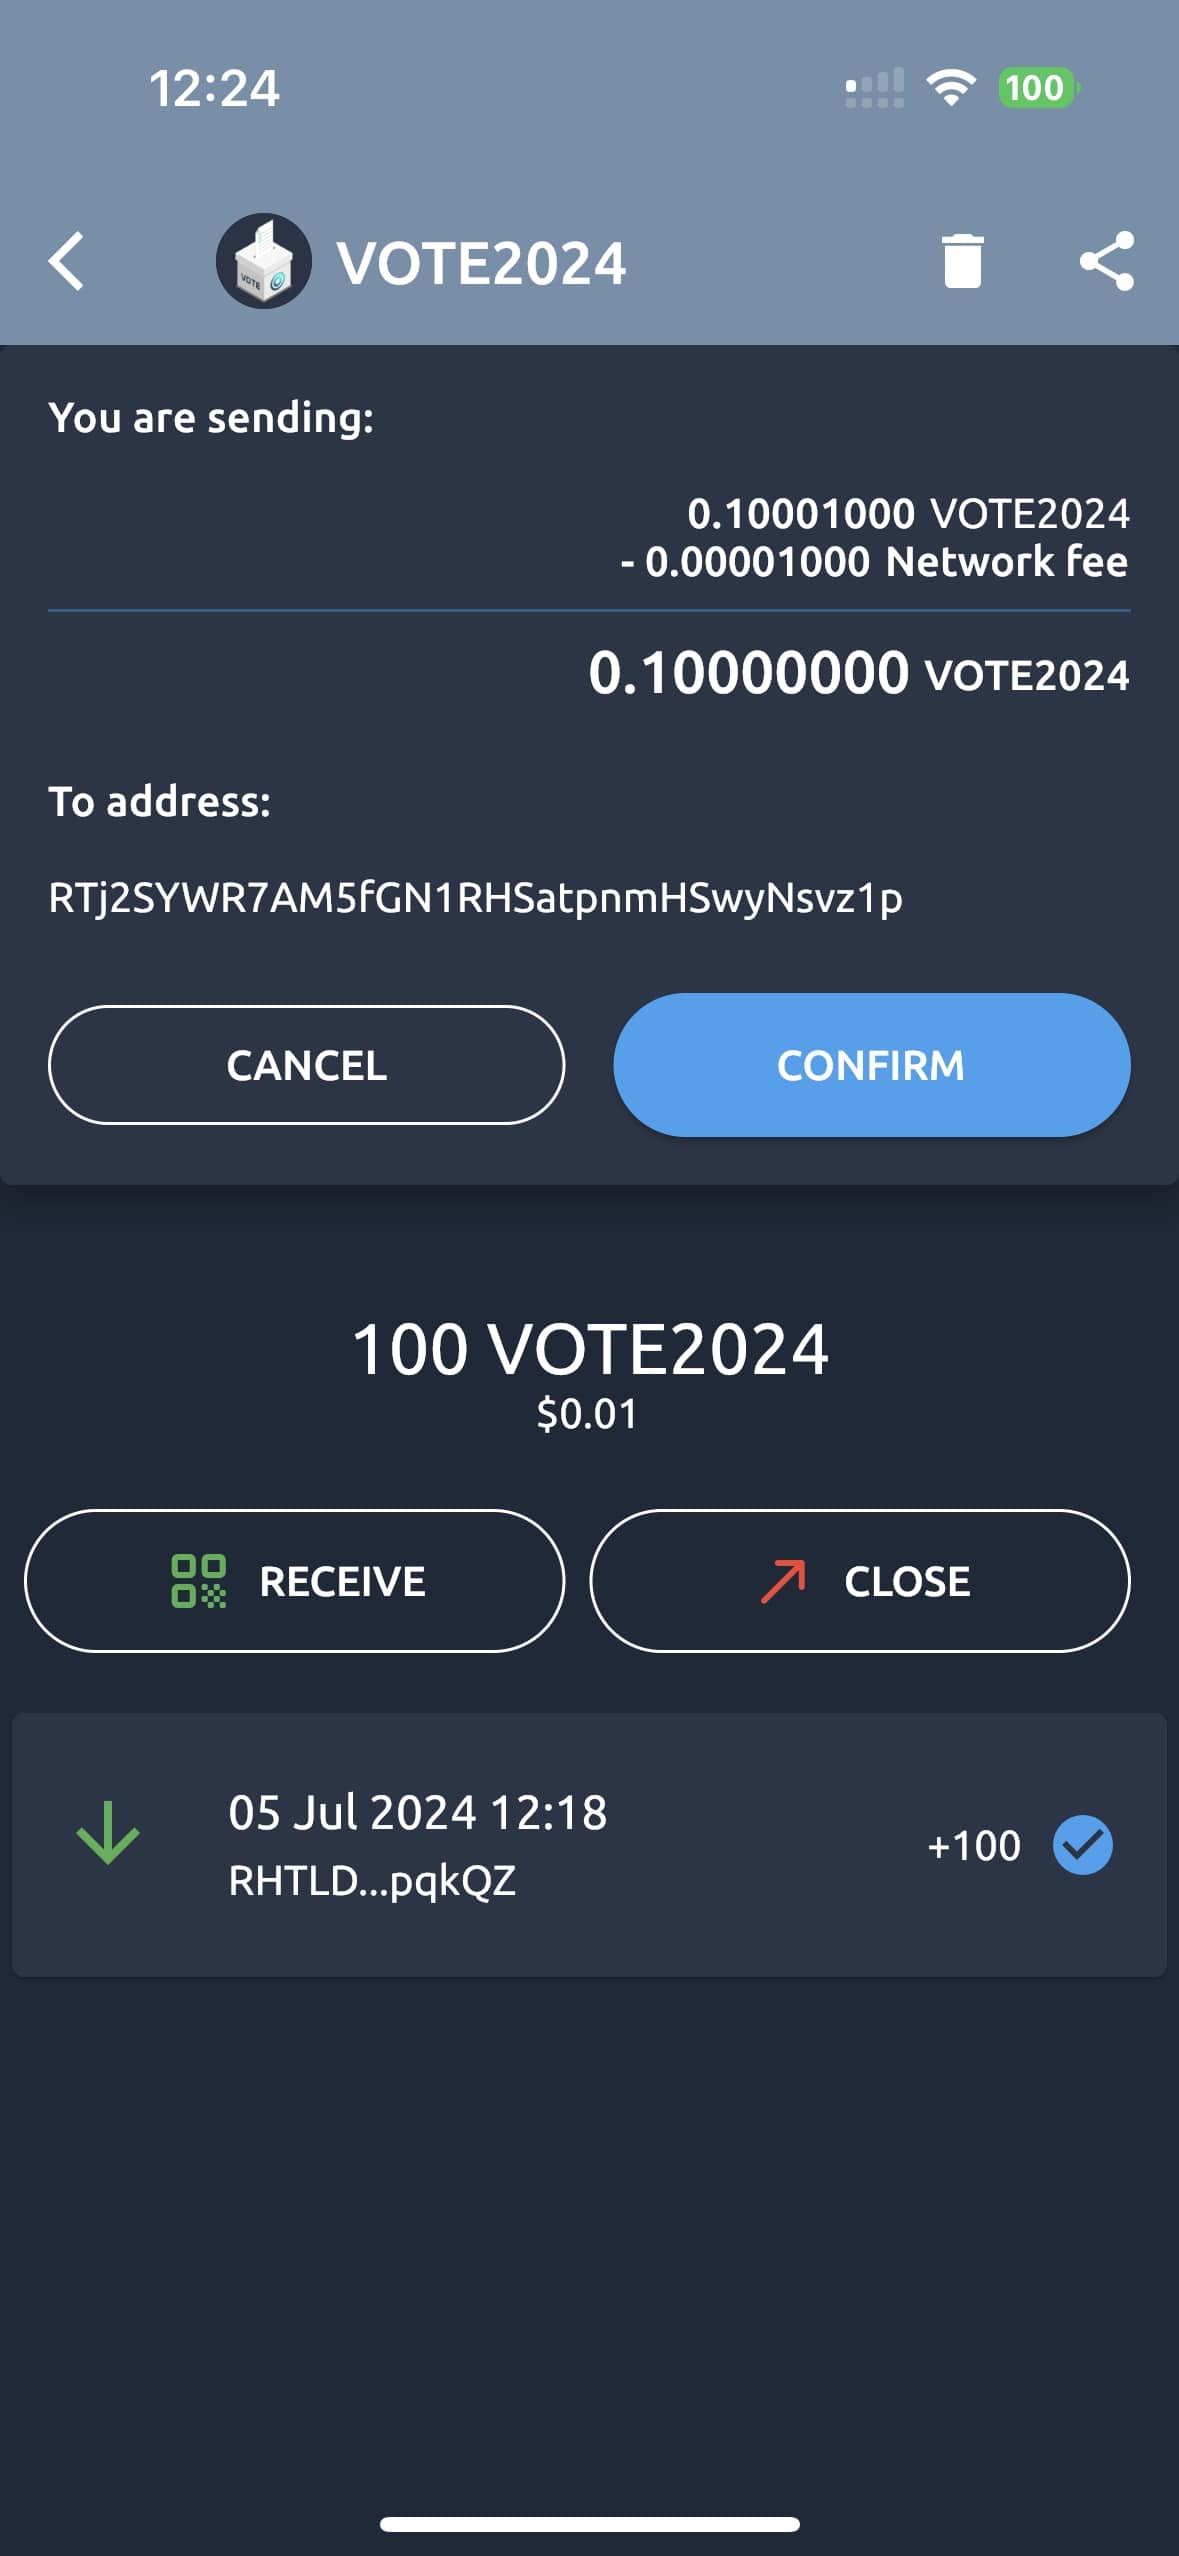 12:24
100
VOTE
VOTE2024
You are sending:
0.10001000 VOTE2024
- 0.00001000 Network fee
0.10000000 VOTE2024
To address:
RTj2SYWR7AM5fGN1RHSatpnmHSwyNsvz1p
CANCEL
CONFIRM
100 VOTE2024
$0.01
RECEIVE
CLOSE
05 Jul 2024 12:18
+100
RHTLD...pqkQZ